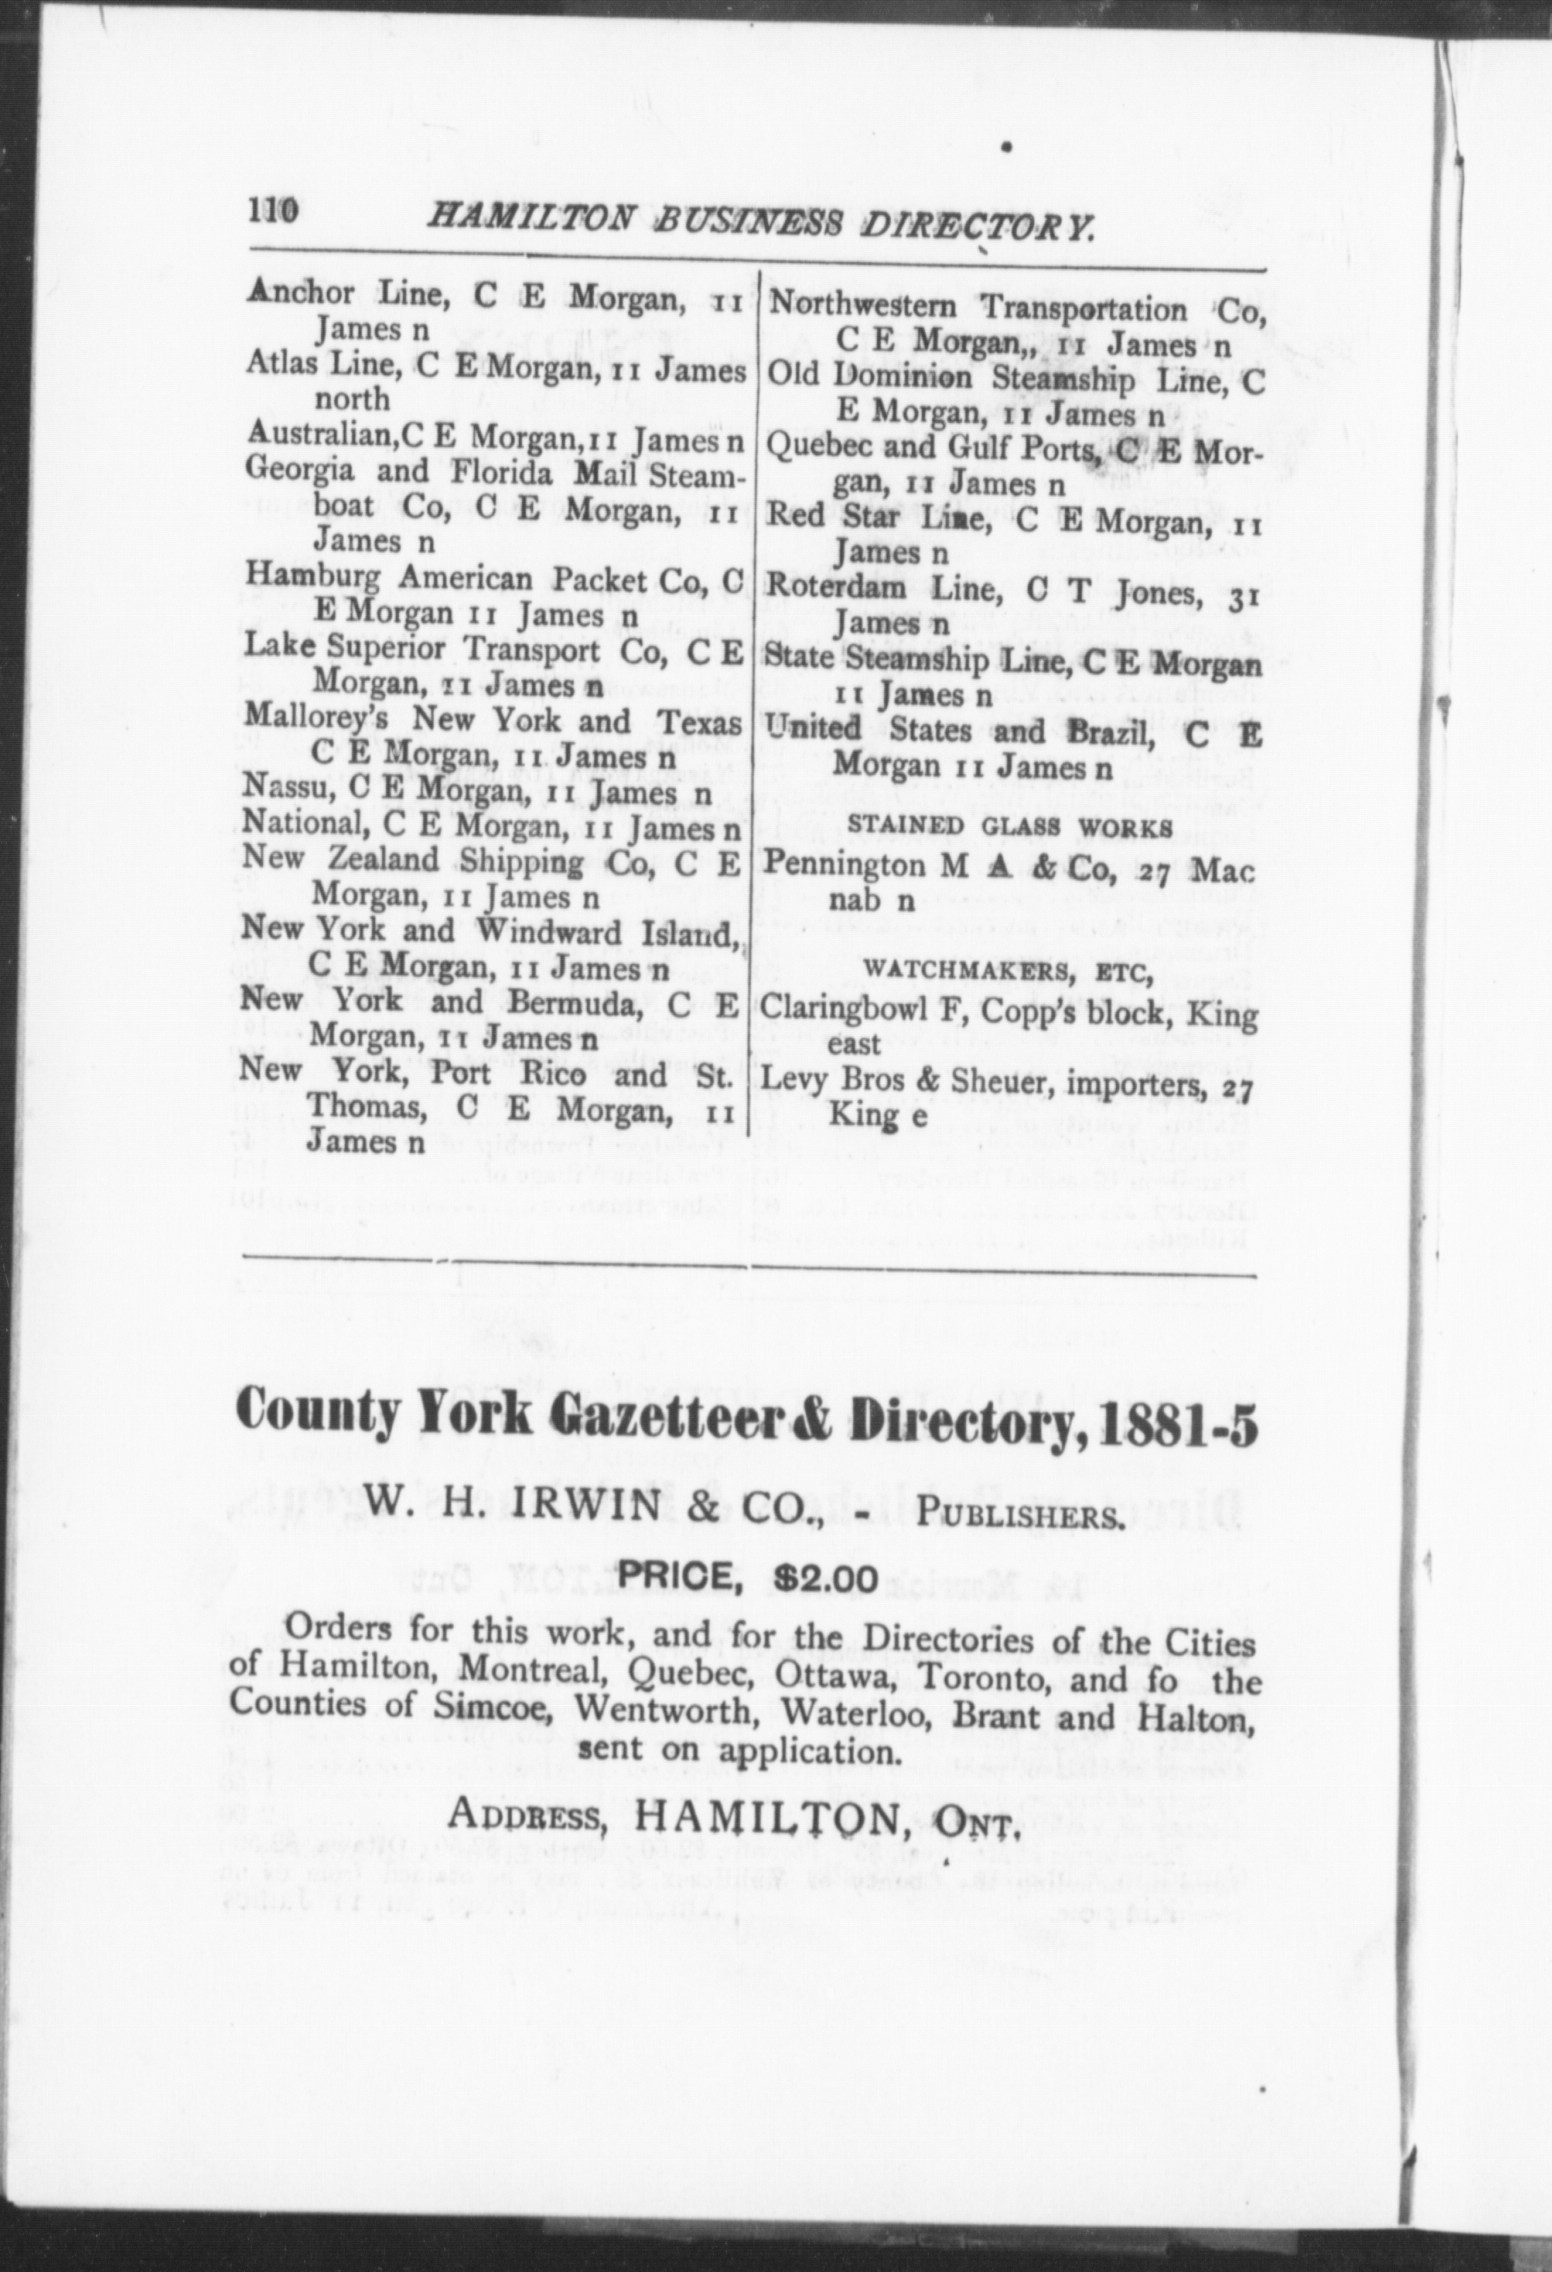 110 HAMILTON BUSINESS DIRECTORY.
Anchor Line, C E Morgan, 11
James n
Atlas Line, C E Morgan, 11 James
north
Australian,C E Morgan,11 James n
Georgia and Florida Mail Steam-
boat Co, C E Morgan, 11
James n
Hamburg American Packet Co, C
E Morgan 11 James n
Lake Superior Transport Co, C E
Morgan, 11 James n
Mallorey's New York and Texas
C E Morgan, 11 James n
Nassu, C E Morgan, 11 James n
National, C E Morgan, 11 James n
New Zealand Shipping Co, C E
Morgan, 11 James n
New York and Windward Island,
C E Morgan, 11 James n
New York and Bermuda, C E
Morgan, 11 James n
New York, Port Rico and St.
Thomas, C E Morgan, 11
James n
Northwestern Transportation Co,
C E Morgan,, 11 James n
Old Dominion Steamship Line, C
E Morgan, 11 James n
Quebec and Gulf Ports, C E Mor-
gan, 11 James n
Red Star Line, C E Morgan, 11
James n
Roterdam Line, C T Jones, 31
James n
State Steamship Line, C E Morgan
11 James n
United States and Brazil, C E
Morgan 11 James n
STAINED GLASS WORKS
Pennington M A & Co, 27 Mac
nab n
WATCHMAKERS, ETC,
Claringbowl F, Copp's block, King
east
Levy Bros & Sheuer, importers, 27
King e
County York Gazetteer & Directory, 1881-5
W. H. IRWIN & CO., - PUBLISHERS.
PRICE, $2.00
Orders for this work, and for the Directories of the Cities
of Hamilton, Montreal, Quebec, Ottawa, Toronto, and fo the
Counties of Simcoe, Wentworth, Waterloo, Brant and Halton,
sent on application.
ADDRESS, HAMILTON, ONT.